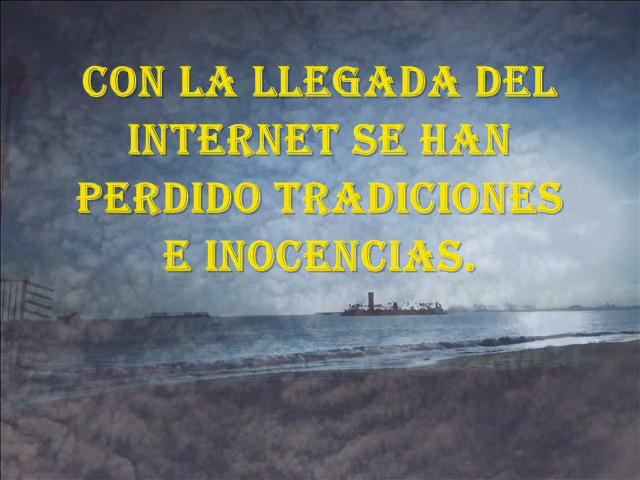 CON LA LLEGADA DEL
INTERNET SE HAN
PERDIDO TRADICIONES
E INOCENCIAS.